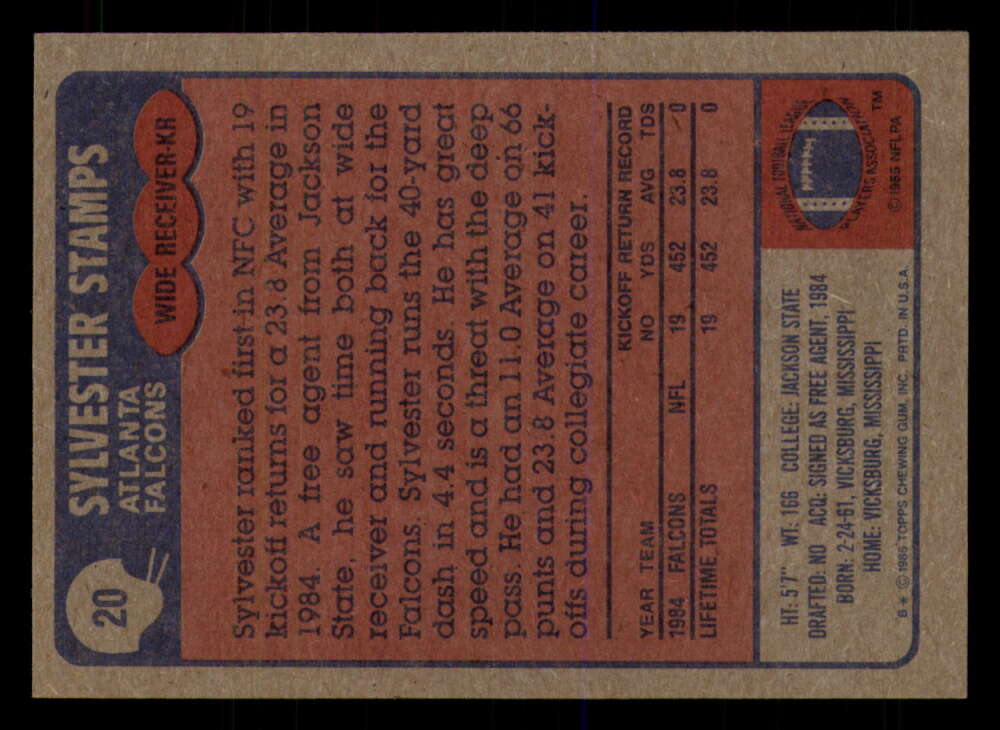 20
SYLVESTER STAMPS
ATLANTA
FALCONS
WIDE RECEIVER-KR
Sylvester ranked first in NFC with 19
kickoff returns for a 23.8 Average in
1984. A free agent from Jackson
State, he saw time both at wide
receiver and running back for the
Falcons. Sylvester runs the 40-yard
dash in 4.4 seconds. He has great
speed and is a threat with the deep
pass. He had an 11.0 Average on 66
punts and 23.8 Average on 41 kick-
offs during collegiate career.
KICKOFF RETURN RECORD
YEAR TEAM NO YDS AVG TDS
1984 FALCONS NFL 19 452 23.8 0
LIFETIME TOTALS 19 452 23.8 0
HT: 5'7" WT: 166 COLLEGE: JACKSON STATE
DRAFTED: NO ACQ: SIGNED AS FREE AGENT, 1984
BORN: 2-24-61, VICKSBURG, MISSISSIPPI
HOME: VICKSBURG, MISSISSIPPI
8* © 1985 TOPPS CHEWING GUM, INC. PRTD. IN U.S.A.
NATIONAL FOOTBALL LEAGUE
PLAYERS ASSOCIATION
TM
© 1985 NFLPA